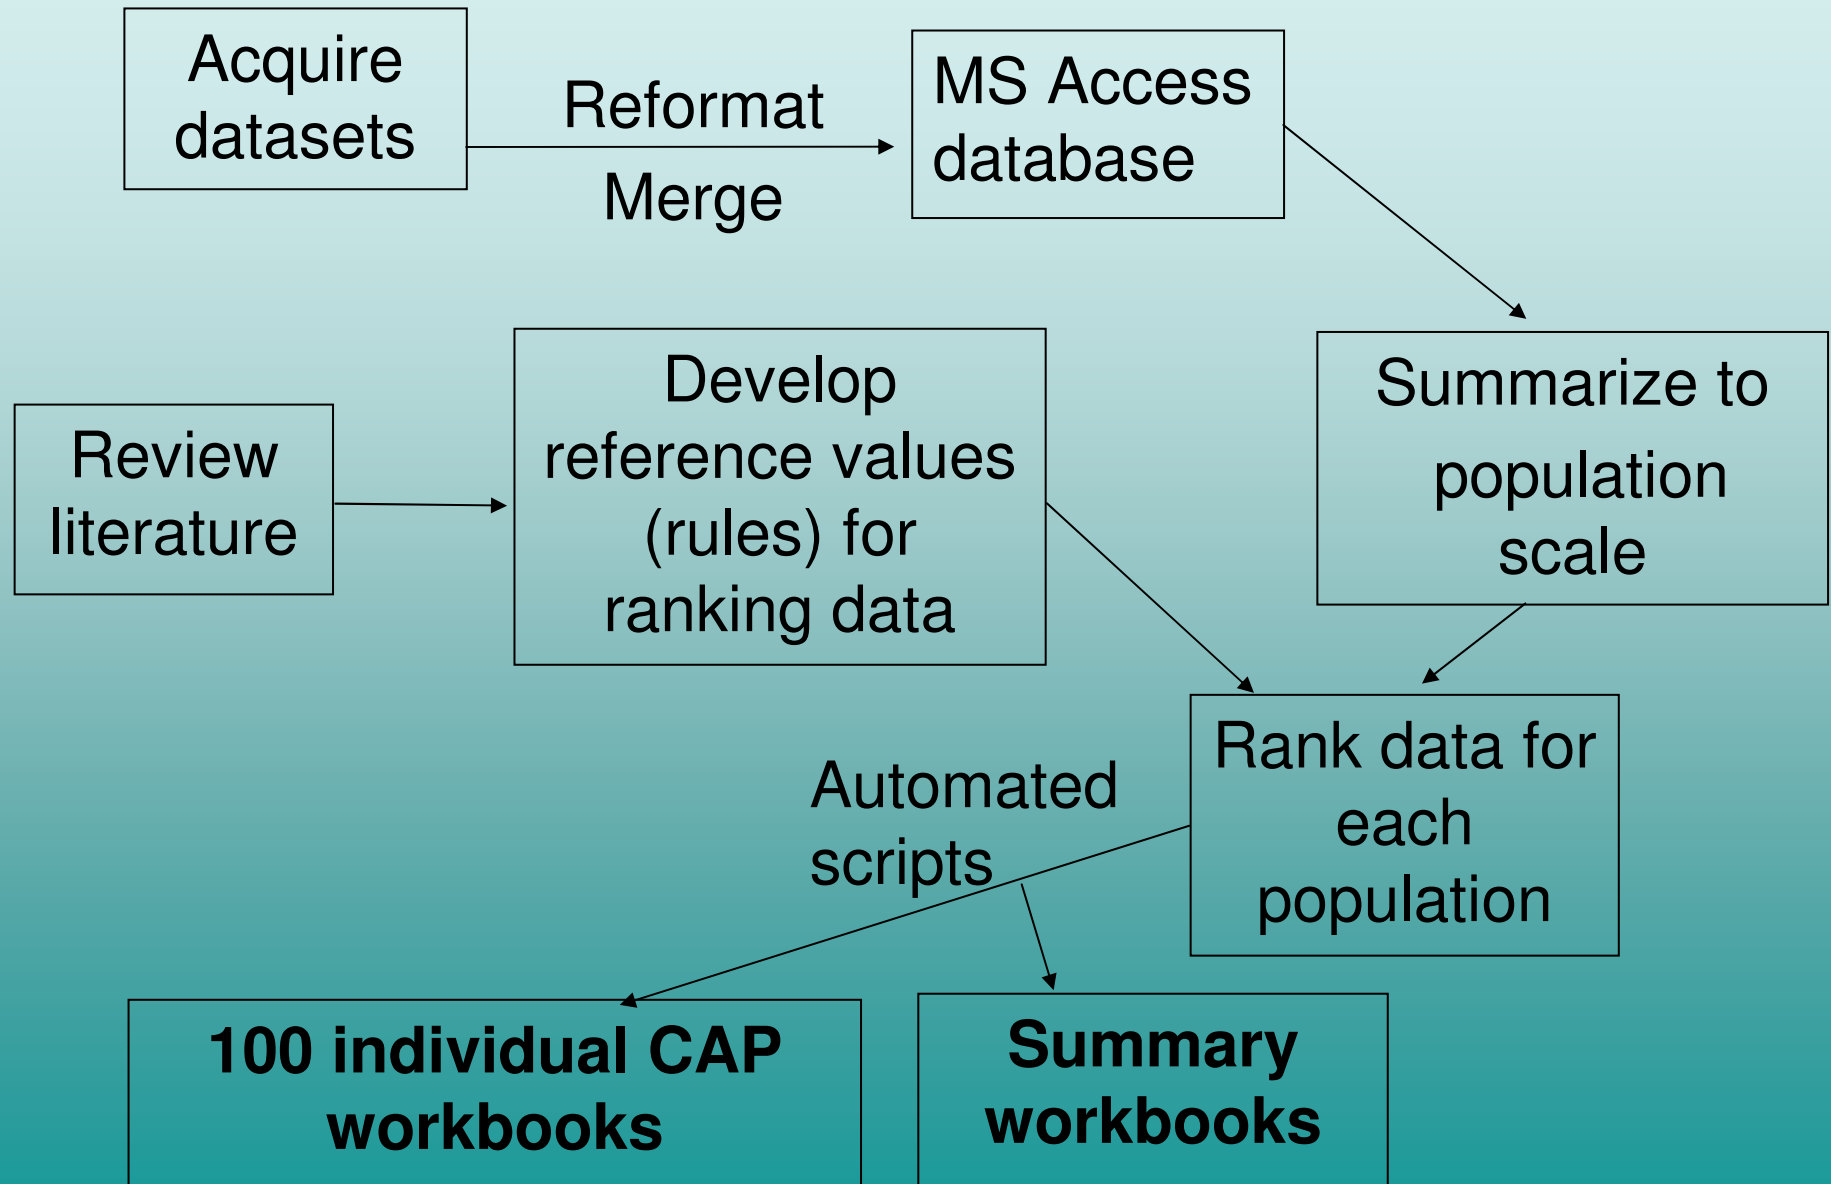 Acquire
datasets
Reformat
Merge
MS Access
database
Review
literature
Develop
reference values
(rules) for
ranking data
Summarize to
population
scale
Rank data for
each
population
Automated
scripts
100 individual CAP
workbooks
Summary
workbooks